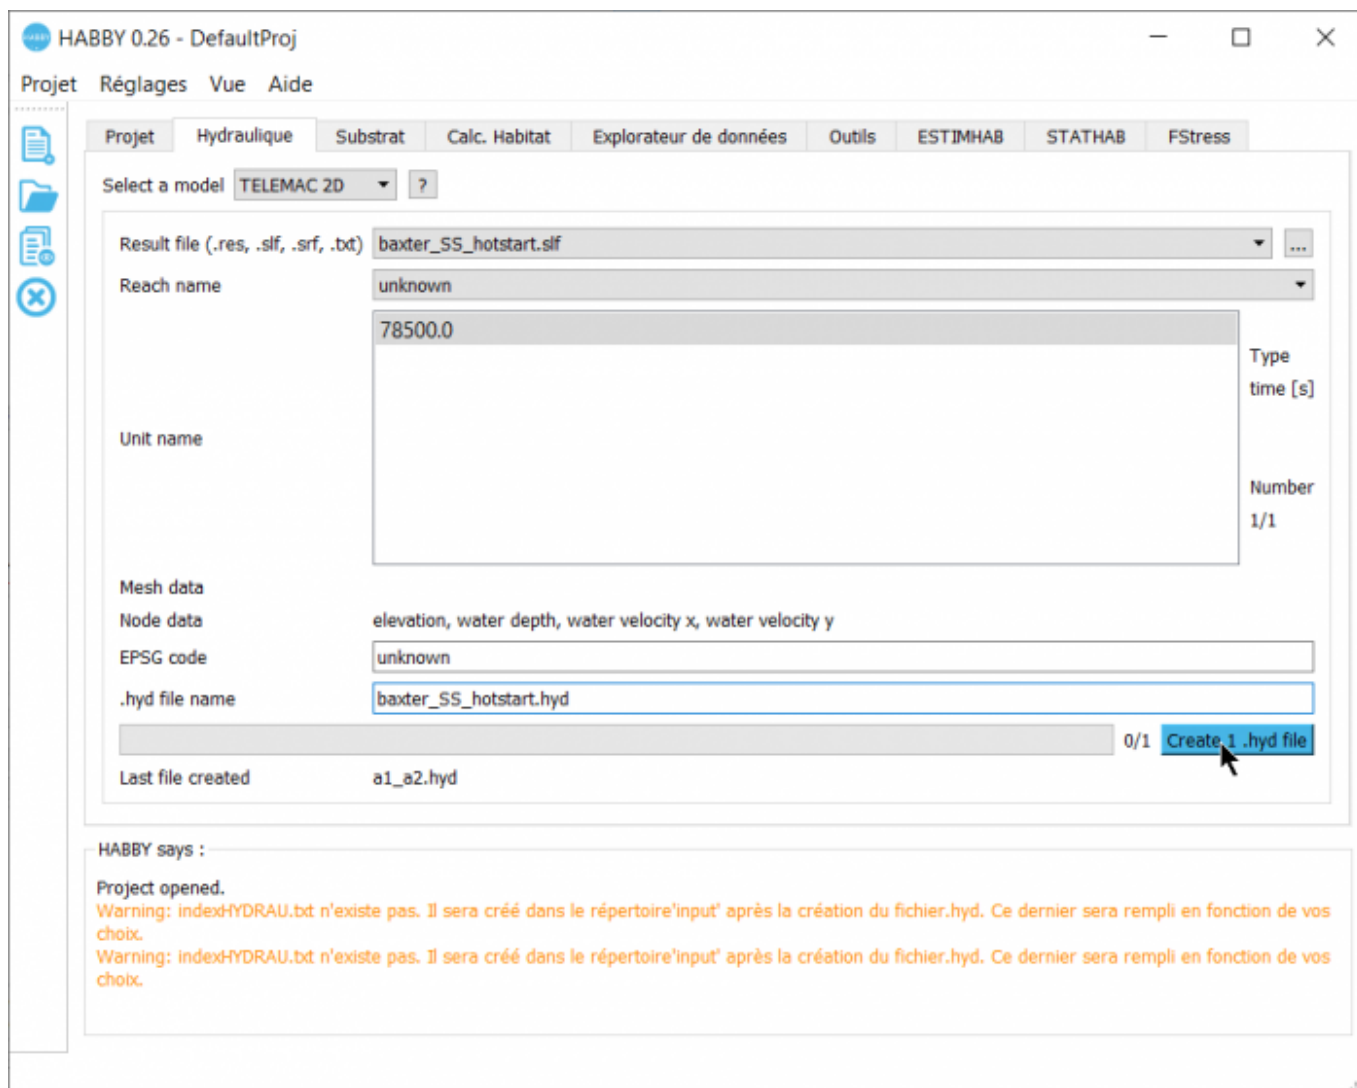 HABBY 0.26 - DefaultProj
Projet Réglages Vue Aide
Projet Hydraulique Substrat Calc. Habitat Explorateur de données Outils ESTIMHAB STATHAB FStress
Select a model TELEMAC 2D ?
Result file (.res, .slf, .srf, .txt) baxter_SS_hotstart.slf ...
Reach name unknown
78500.0
Type
time [s]
Unit name
Number
1/1
Mesh data
Node data elevation, water depth, water velocity x, water velocity y
EPSG code unknown
.hyd file name baxter_SS_hotstart.hyd
0/1 Create 1 .hyd file
Last file created a1_a2.hyd
HABBY says :
Project opened.
Warning: indexHYDRAU.txt n'existe pas. Il sera créé dans le répertoire'input' après la création du fichier.hyd. Ce dernier sera rempli en fonction de vos
choix.
Warning: indexHYDRAU.txt n'existe pas. Il sera créé dans le répertoire'input' après la création du fichier.hyd. Ce dernier sera rempli en fonction de vos
choix.